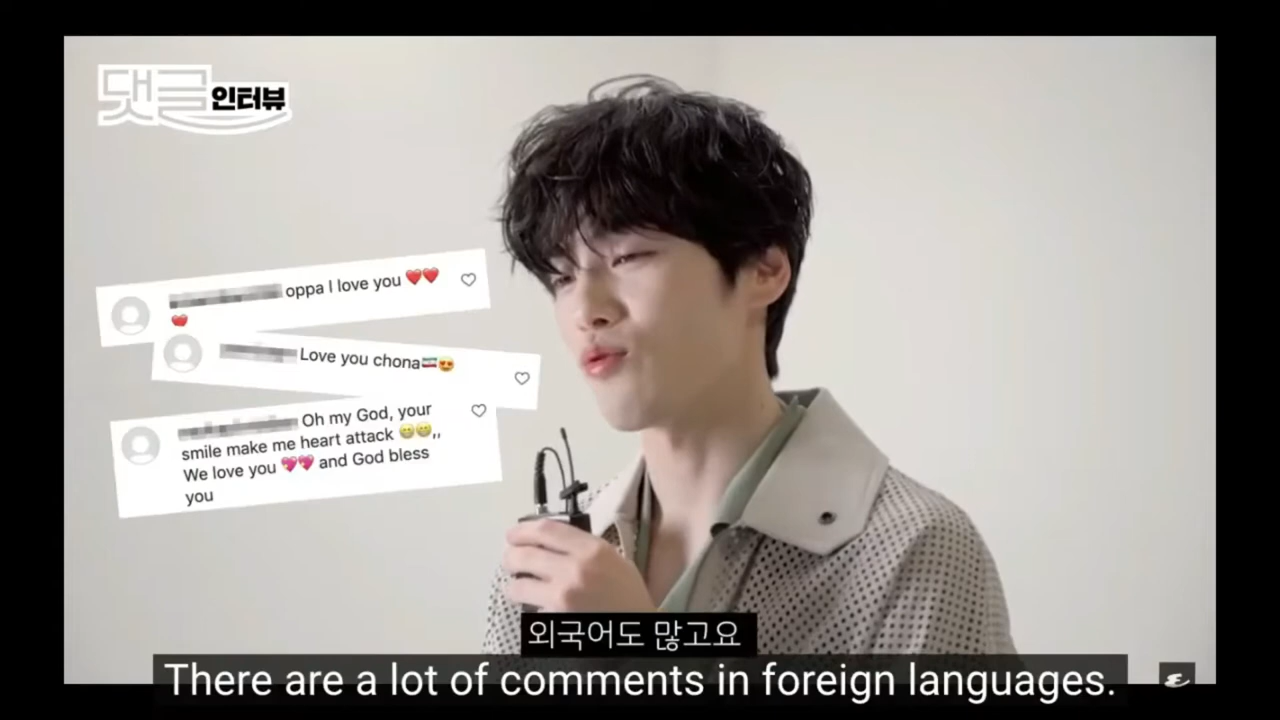 댓글인터뷰
oppa I love you ❤️❤️
❤️
Love you chona🇮🇷😍
Oh my God, your
smile make me heart attack 😁😁,,
We love you 💖💖 and God bless
you
외국어도 많고요
There are a lot of comments in foreign languages.